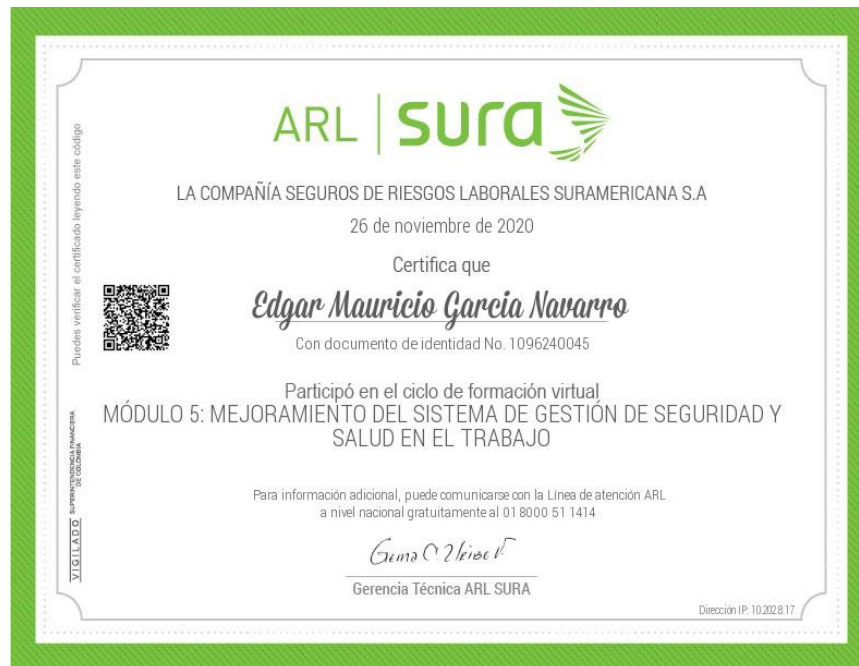 ARL | sura
LA COMPAÑÍA SEGUROS DE RIESGOS LABORALES SURAMERICANA S.A
26 de noviembre de 2020
Certifica que
Edgar Mauricio Garcia Navarro
Con documento de identidad No. 1096240045
Participó en el ciclo de formación virtual
MÓDULO 5: MEJORAMIENTO DEL SISTEMA DE GESTIÓN DE SEGURIDAD Y
SALUD EN EL TRABAJO
Para información adicional, puede comunicarse con la Línea de atención ARL
a nivel nacional gratuitamente al 01 8000 51 1414
Gerencia Técnica ARL SURA
Dirección IP: 10.202.8.17
Puedes verificar el certificado leyendo este código
VIGILADO SUPERINTENDENCIA FINANCIERA
DE COLOMBIA